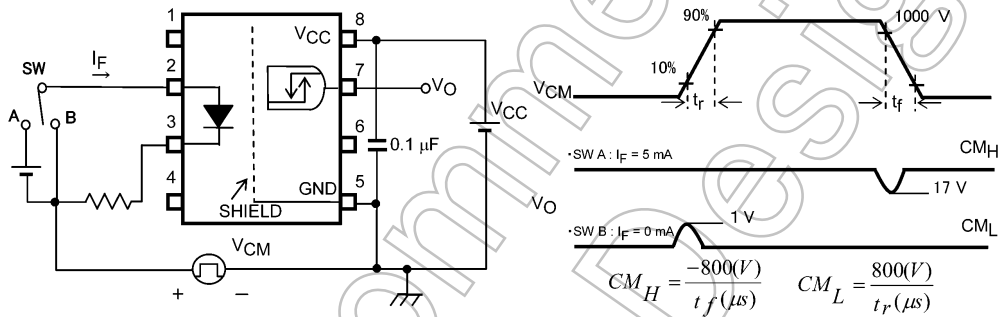 1
2
3
4
8
7
6
5
VCC
GND
SHIELD
IF
SW
A
B
VO
VCC
0.1 μF
VCM
+
−
90%
10%
1000 V
VCM
tr
tf
・SW A : IF = 5 mA
CMH
17 V
VO
1 V
・SW B : IF = 0 mA
CML
CMH = −800(V) / tf(μs)
CML = 800(V) / tr(μs)